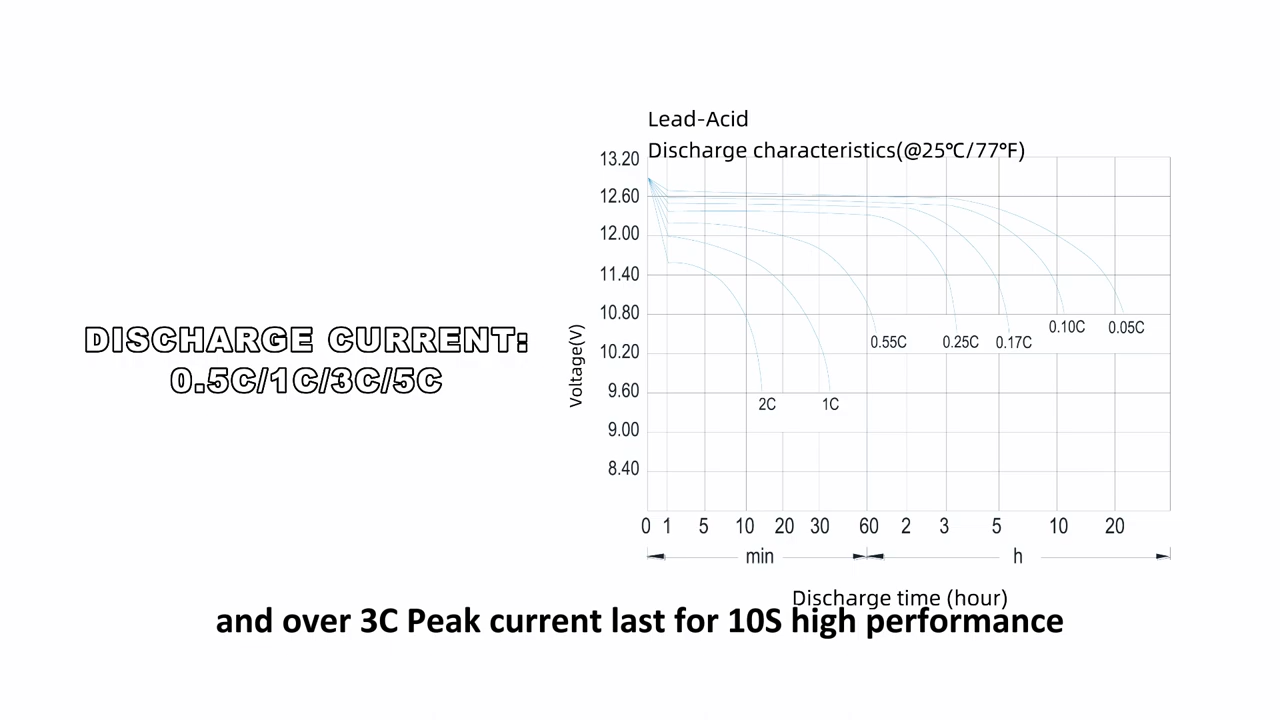 Lead-Acid
Discharge characteristics(@25℃/77℉)
13.20
12.60
12.00
11.40
10.80
10.20
9.60
9.00
8.40
Voltage(V)
DISCHARGE CURRENT:
0.5C/1C/3C/5C
2C
1C
0.55C
0.25C
0.17C
0.10C
0.05C
0 1 5 10 20 30 60 2 3 5 10 20
min h
Discharge time (hour)
and over 3C Peak current last for 10S high performance